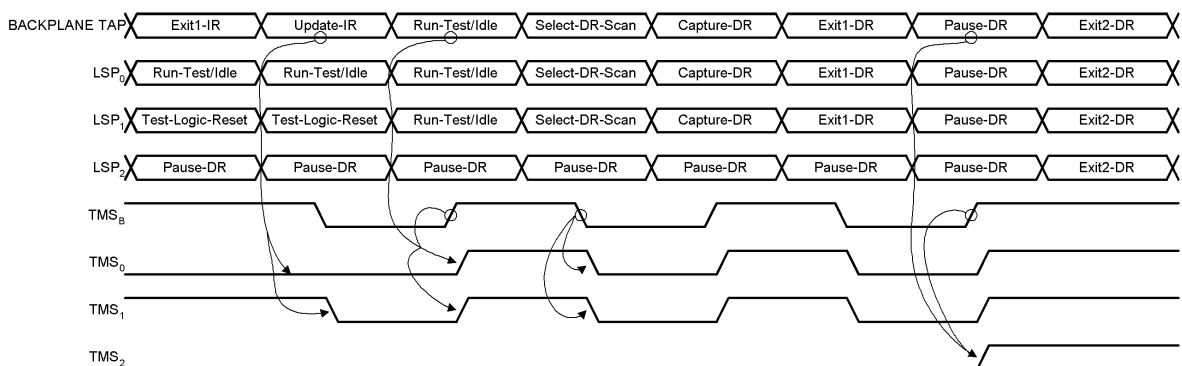 BACKPLANE TAP Exit1-IR Update-IR Run-Test/Idle Select-DR-Scan Capture-DR Exit1-DR Pause-DR Exit2-DR
LSP0 Run-Test/Idle Run-Test/Idle Run-Test/Idle Select-DR-Scan Capture-DR Exit1-DR Pause-DR Exit2-DR
LSP1 Test-Logic-Reset Test-Logic-Reset Run-Test/Idle Select-DR-Scan Capture-DR Exit1-DR Pause-DR Exit2-DR
LSP2 Pause-DR Pause-DR Pause-DR Pause-DR Pause-DR Pause-DR Pause-DR Exit2-DR
TMSB
TMS0
TMS1
TMS2